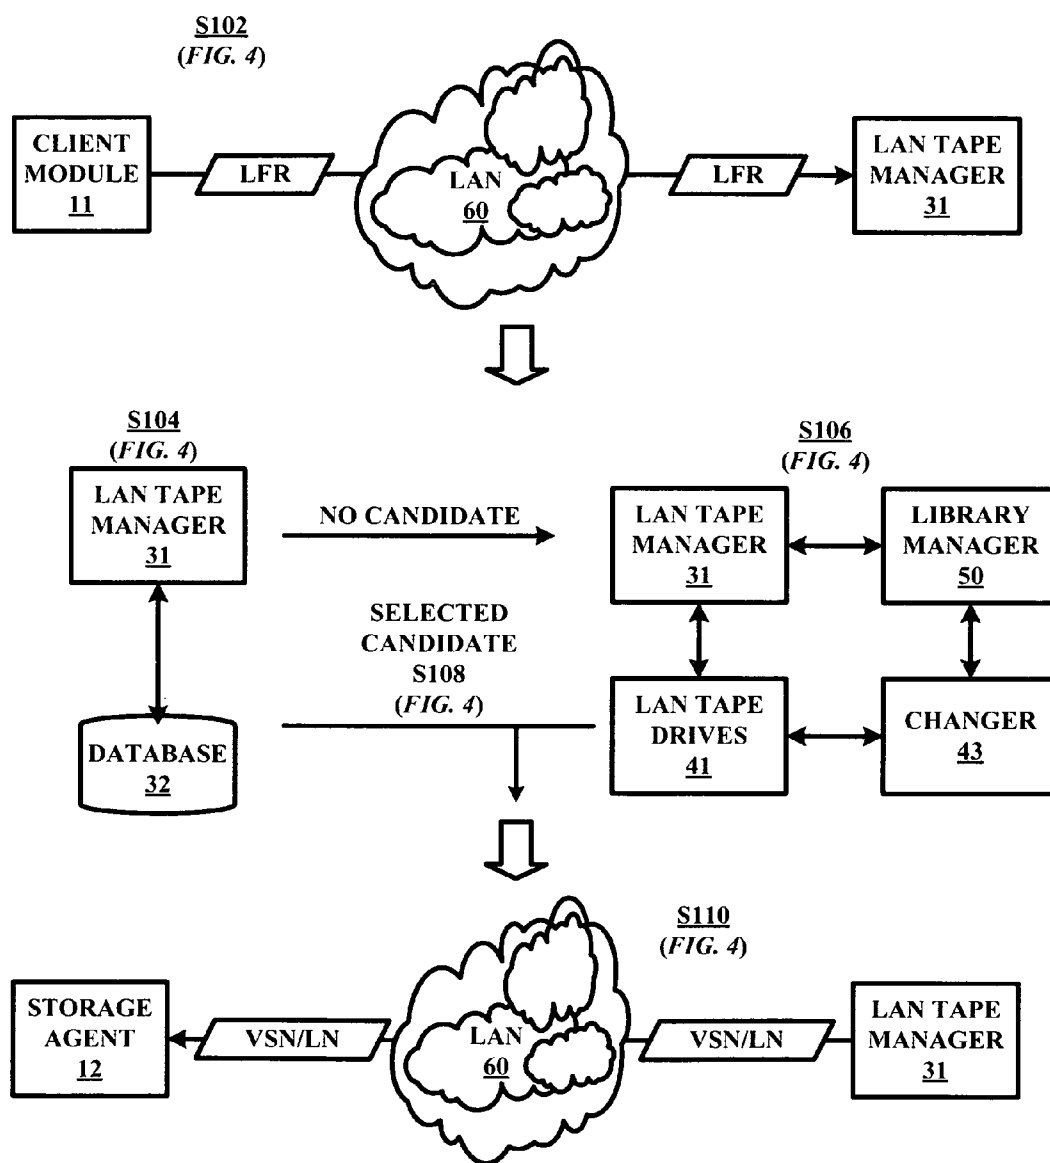 S102
(FIG. 4)
CLIENT
MODULE
11
LFR
LAN
60
LFR
LAN TAPE
MANAGER
31
S104
(FIG. 4)
LAN TAPE
MANAGER
31
NO CANDIDATE
S106
(FIG. 4)
LAN TAPE
MANAGER
31
LIBRARY
MANAGER
50
DATABASE
32
SELECTED
CANDIDATE
S108
(FIG. 4)
LAN TAPE
DRIVES
41
CHANGER
43
S110
(FIG. 4)
STORAGE
AGENT
12
VSN/LN
LAN
60
VSN/LN
LAN TAPE
MANAGER
31